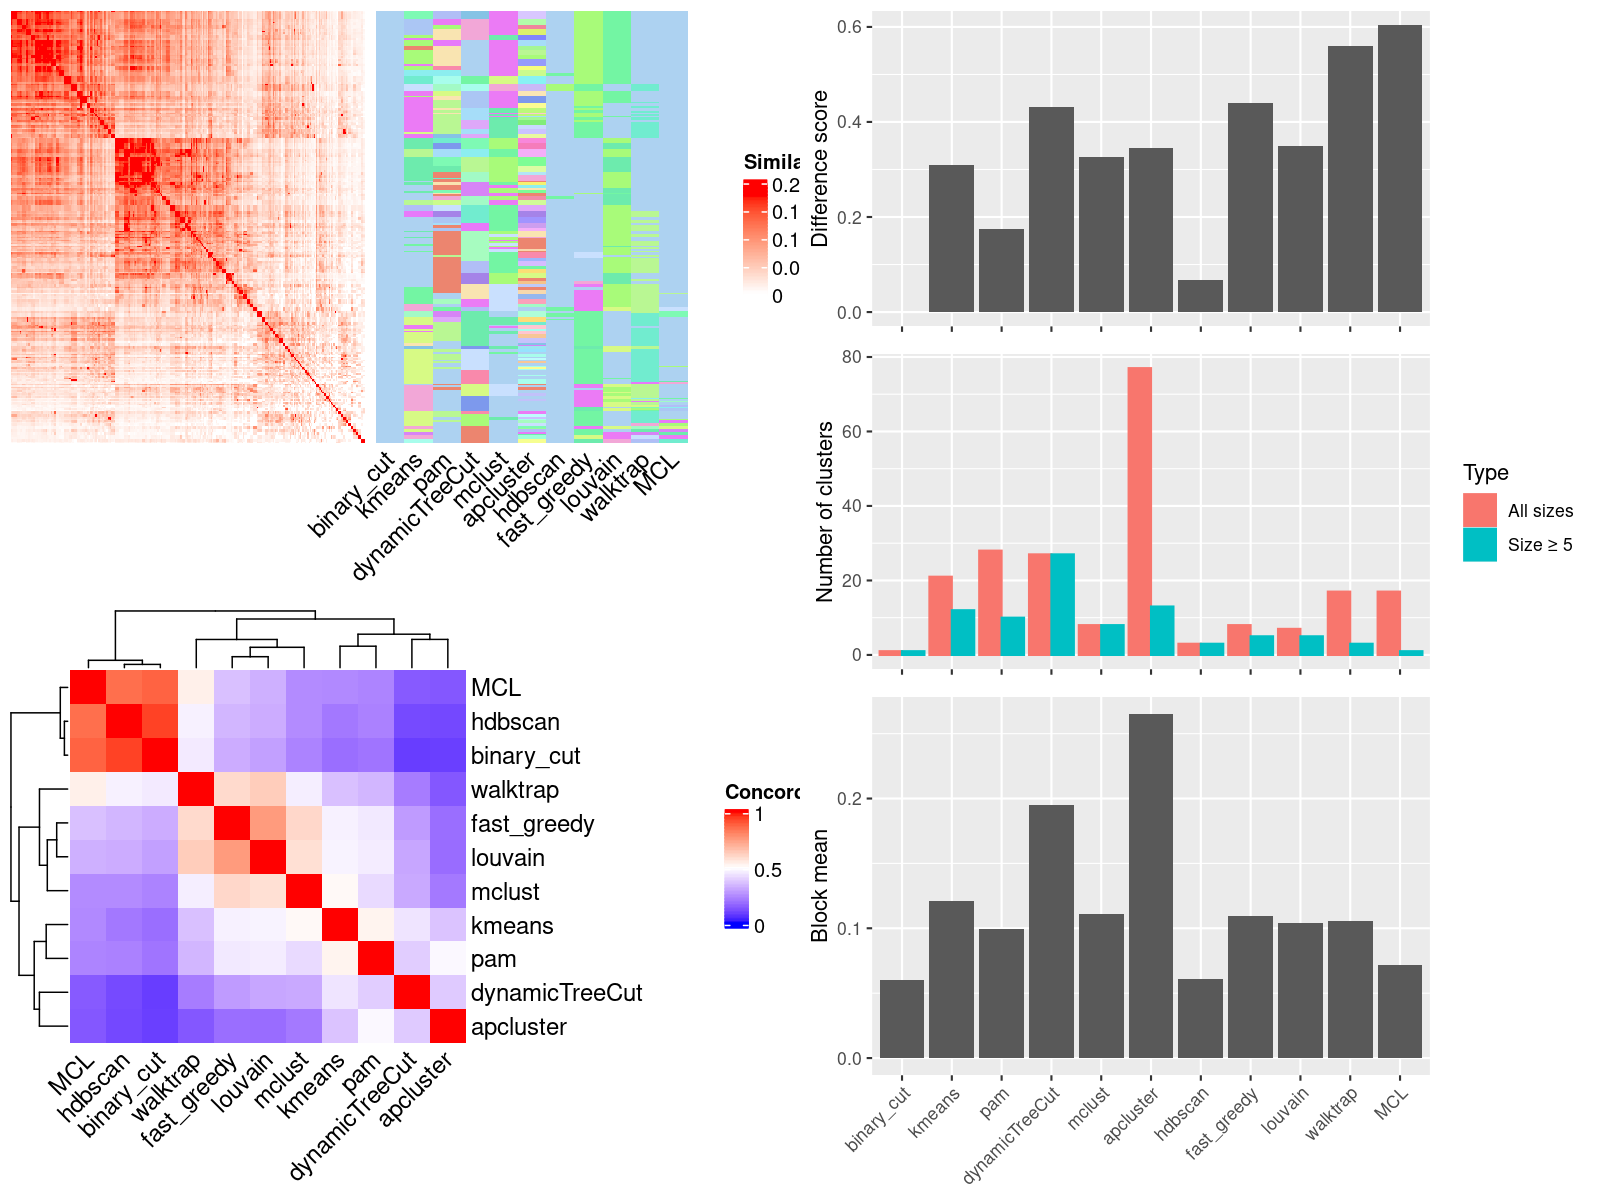 Simila
0.2
0.1
0.1
0.0
0
binary_cut
kmeans
pam
dynamicTreeCut
mclust
apcluster
hdbscan
fast_greedy
louvain
walktrap
MCL
Difference score
0.6
0.4
0.2
0.0
Number of clusters
80
60
40
20
0
Type
All sizes
Size ≥ 5
MCL
hdbscan
binary_cut
walktrap
fast_greedy
louvain
mclust
kmeans
pam
dynamicTreeCut
apcluster
MCL
hdbscan
binary_cut
walktrap
fast_greedy
louvain
mclust
kmeans
pam
dynamicTreeCut
apcluster
Concord
1
0.5
0
Block mean
0.2
0.1
0.0
binary_cut
kmeans
pam
dynamicTreeCut
mclust
apcluster
hdbscan
fast_greedy
louvain
walktrap
MCL